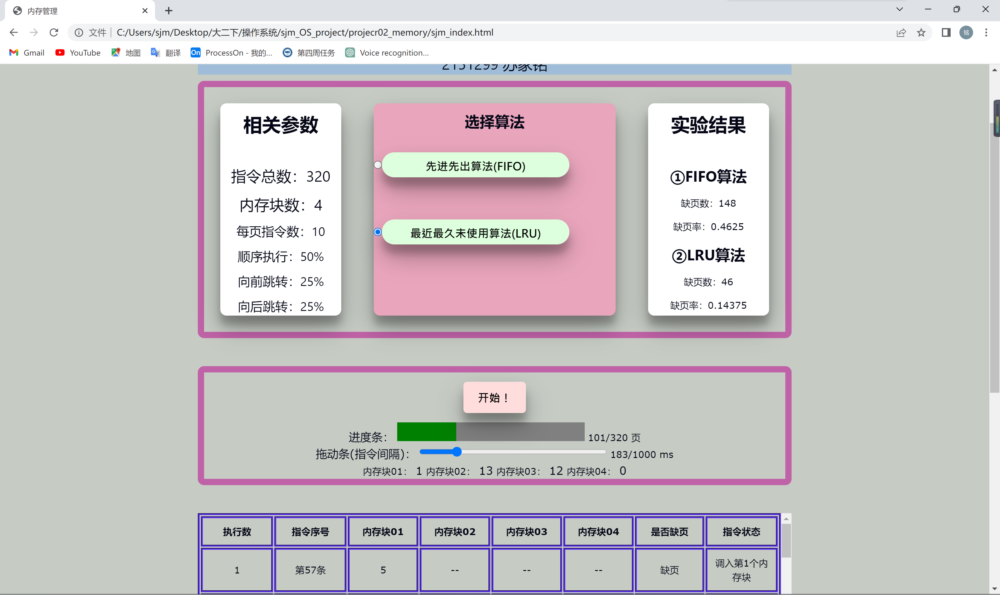 内存管理
文件 C:/Users/sjm/Desktop/大二下/操作系统/sjm_OS_project/projecr02_memory/sjm_index.html
铭
Gmail YouTube 地图 翻译 On ProcessOn - 我的... 第四周任务 Voice recognition...
2151299 苏家铭
相关参数
指令总数：320
内存块数：4
每页指令数：10
顺序执行：50%
向前跳转：25%
向后跳转：25%
选择算法
先进先出算法(FIFO)
最近最久未使用算法(LRU)
实验结果
①FIFO算法
缺页数：148
缺页率：0.4625
②LRU算法
缺页数：46
缺页率：0.14375
开始！
进度条： 101/320 页
拖动条(指令间隔)： 183/1000 ms
内存块01： 1 内存块02： 13 内存块03： 12 内存块04： 0
执行数 指令序号 内存块01 内存块02 内存块03 内存块04 是否缺页 指令状态
1 第57条 5 -- -- -- 缺页 调入第1个内
存块